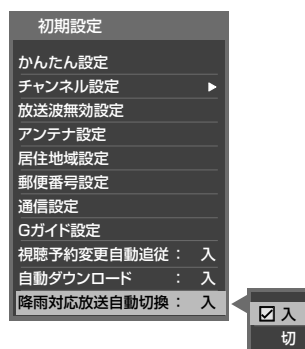 初期設定
かんたん設定
チャンネル設定 ▶
放送波無効設定
アンテナ設定
居住地域設定
郵便番号設定
通信設定
Gガイド設定
視聴予約変更自動追従： 入
自動ダウンロード ： 入
降雨対応放送自動切換： 入
☑ 入
切